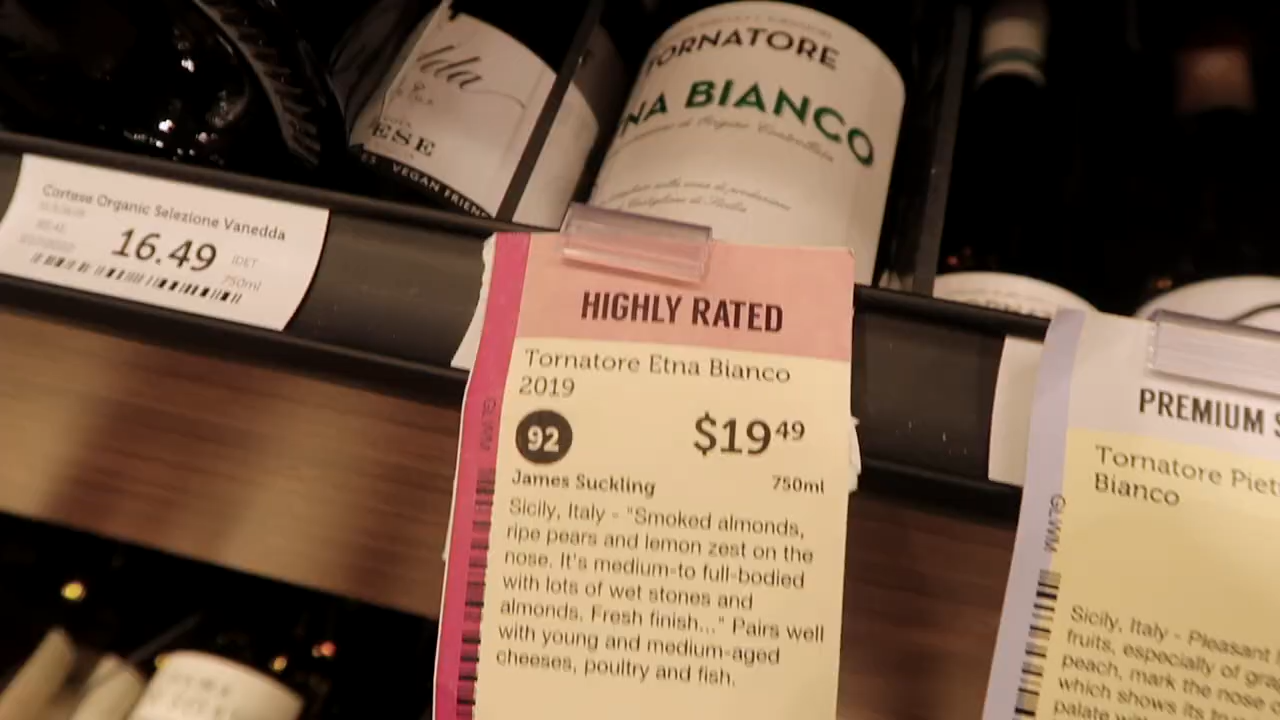 ESE
VEGAN FRIEN
TORNATORE
NA BIANCO
Cortese Organic Selezione Vanedda
16.49
750ml
HIGHLY RATED
Tornatore Etna Bianco
2019
92
$19 49
James Suckling
750ml
Sicily, Italy - "Smoked almonds,
ripe pears and lemon zest on the
nose. It's medium-to full-bodied
with lots of wet stones and
almonds. Fresh finish..." Pairs well
with young and medium-aged
cheeses, poultry and fish.
PREMIUM S
Tornatore Piet
Bianco
Sicily, Italy - Pleasant
fruits, especially of gra
peach, mark the nose o
which shows its
palate